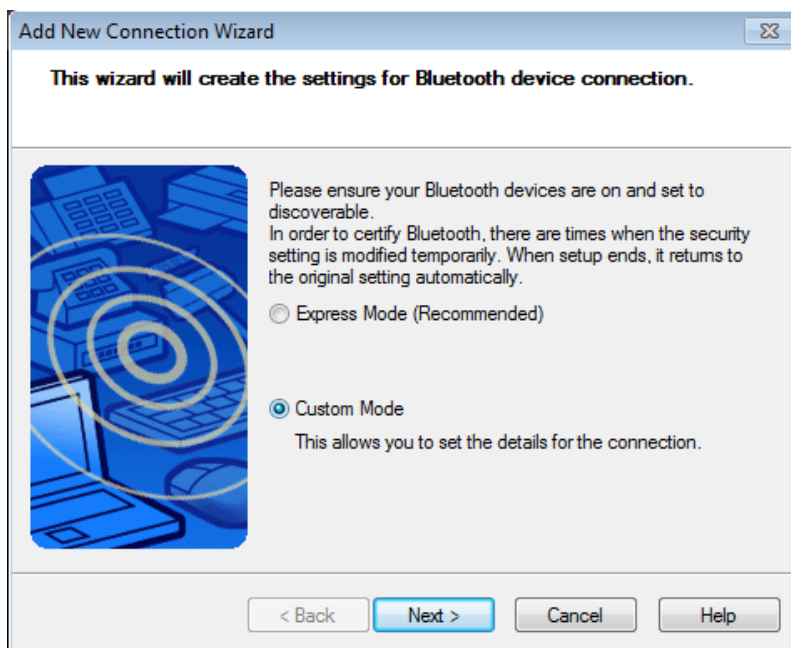 Add New Connection Wizard
This wizard will create the settings for Bluetooth device connection.
Please ensure your Bluetooth devices are on and set to
discoverable.
In order to certify Bluetooth, there are times when the security
setting is modified temporarily. When setup ends, it returns to
the original setting automatically.
Express Mode (Recommended)
Custom Mode
This allows you to set the details for the connection.
< Back Next > Cancel Help